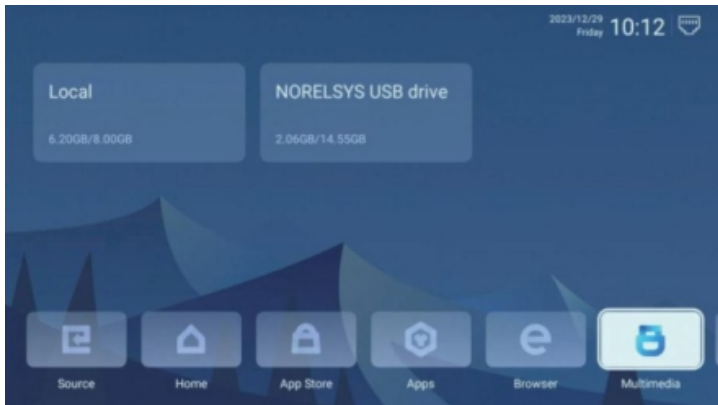 2023/12/29
Friday
10:12
Local
NORELSYS USB drive
6.20GB/8.00GB
2.06GB/14.55GB
Source
Home
App Store
Apps
Browser
Multimedia